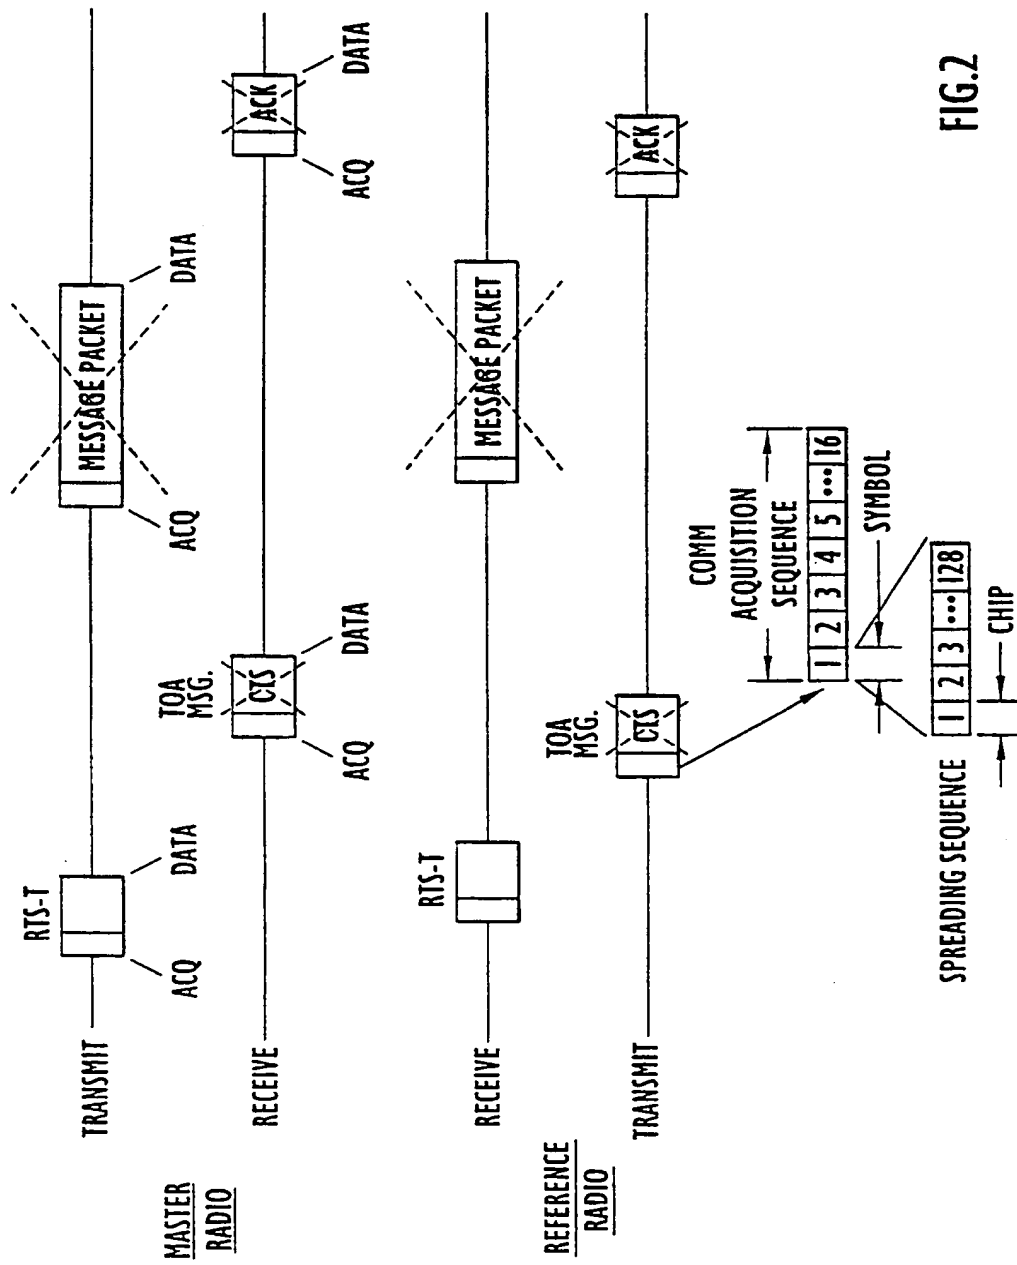 MASTER
RADIO
TRANSMIT
RTS-T
ACQ
DATA
MESSAGE PACKET
ACQ
DATA
RECEIVE
TOA
MSG.
CTS
ACQ
DATA
ACK
ACQ
DATA
REFERENCE
RADIO
RECEIVE
RTS-T
MESSAGE PACKET
TRANSMIT
TOA
MSG.
CTS
ACK
COMM
ACQUISITION
SEQUENCE
1 2 3 4 5 ••• 16
SYMBOL
SPREADING SEQUENCE
1 2 3 ••• 128
CHIP
FIG.2